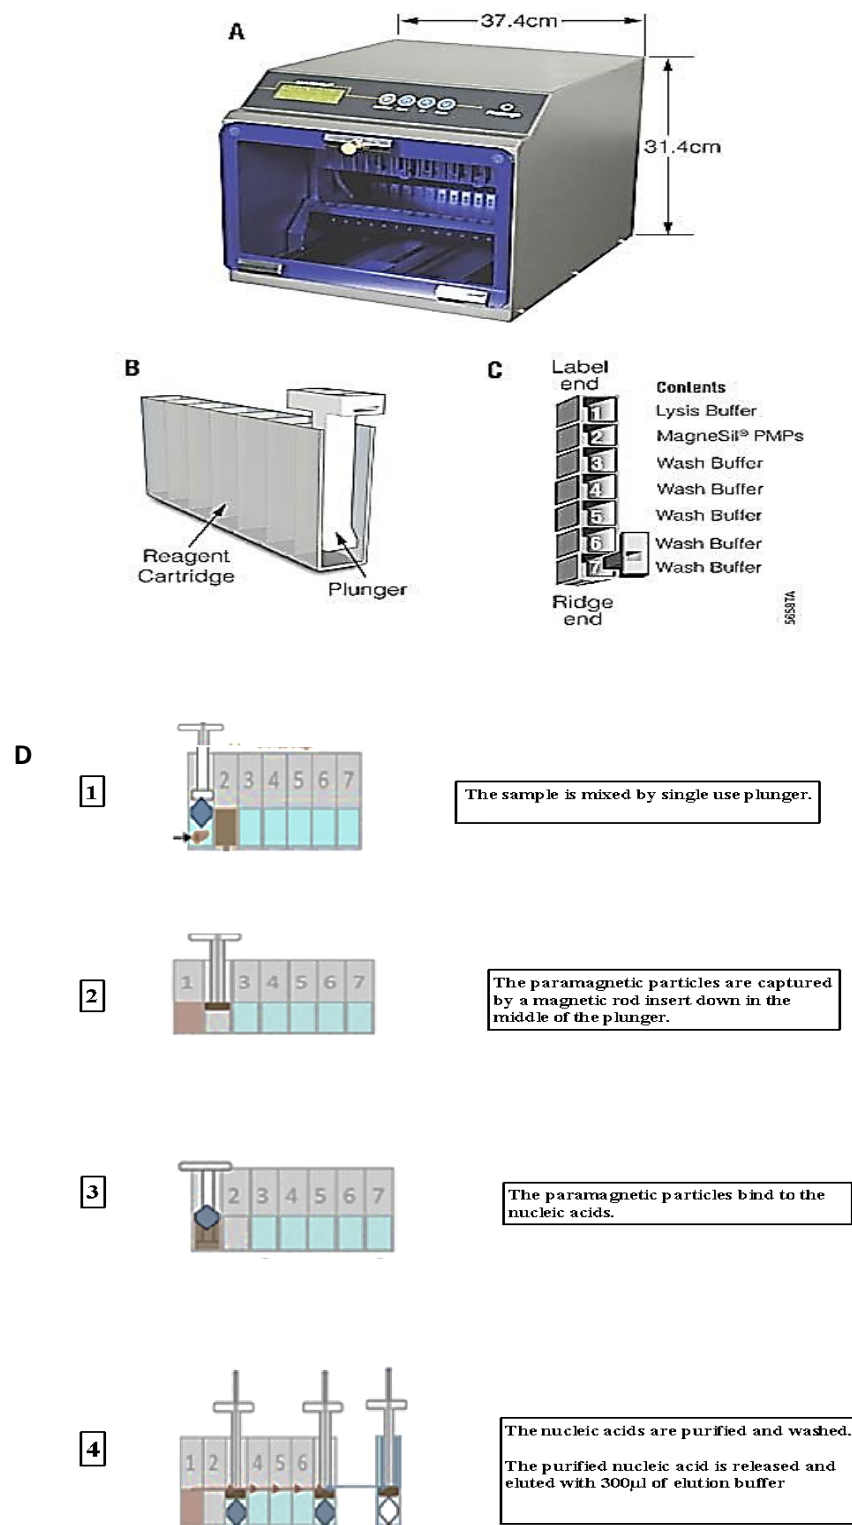 A
37.4cm
31.4cm
B
Reagent
Cartridge
Plunger
C
Label
end
Contents
1 Lysis Buffer
2 MagneSil® PMPs
3 Wash Buffer
4 Wash Buffer
5 Wash Buffer
6 Wash Buffer
7 Wash Buffer
Ridge
end
5658TA
D
1
2 3 4 5 6 7
The sample is mixed by single use plunger.
2
1 3 4 5 6 7
The paramagnetic particles are captured
by a magnetic rod insert down in the
middle of the plunger.
3
2 3 4 5 6 7
The paramagnetic particles bind to the
nucleic acids.
4
1 2 4 5 6
The nucleic acids are purified and washed.
The purified nucleic acid is released and
eluted with 300µl of elution buffer